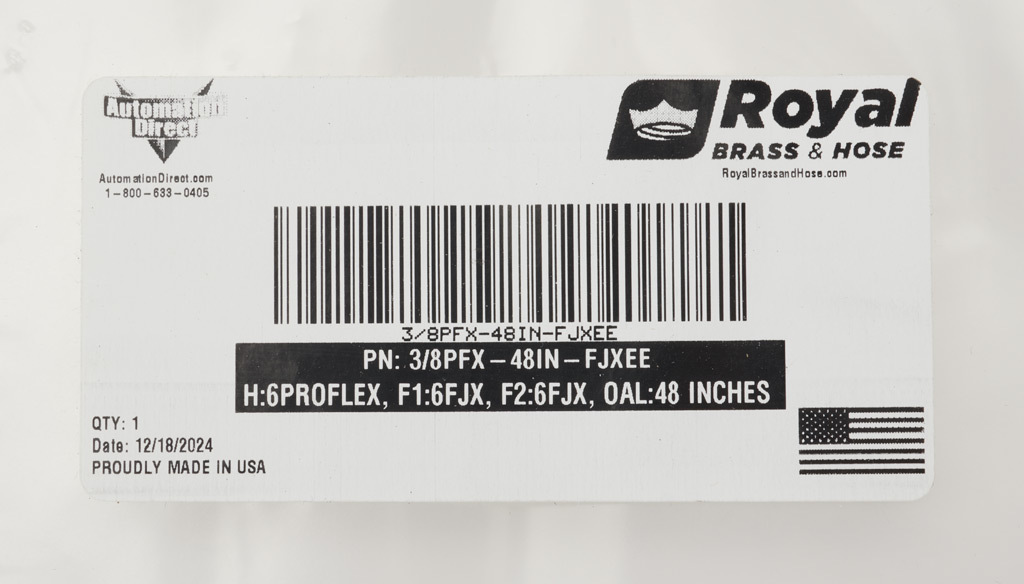 Automation
Direct
AutomationDirect.com
1-800-633-0405
Royal
BRASS & HOSE
RoyalBrassandHose.com
3/8PFX-48IN-FJXEE
PN: 3/8PFX-48IN-FJXEE
H:6PROFLEX, F1:6FJX, F2:6FJX, OAL:48 INCHES
QTY: 1
Date: 12/18/2024
PROUDLY MADE IN USA